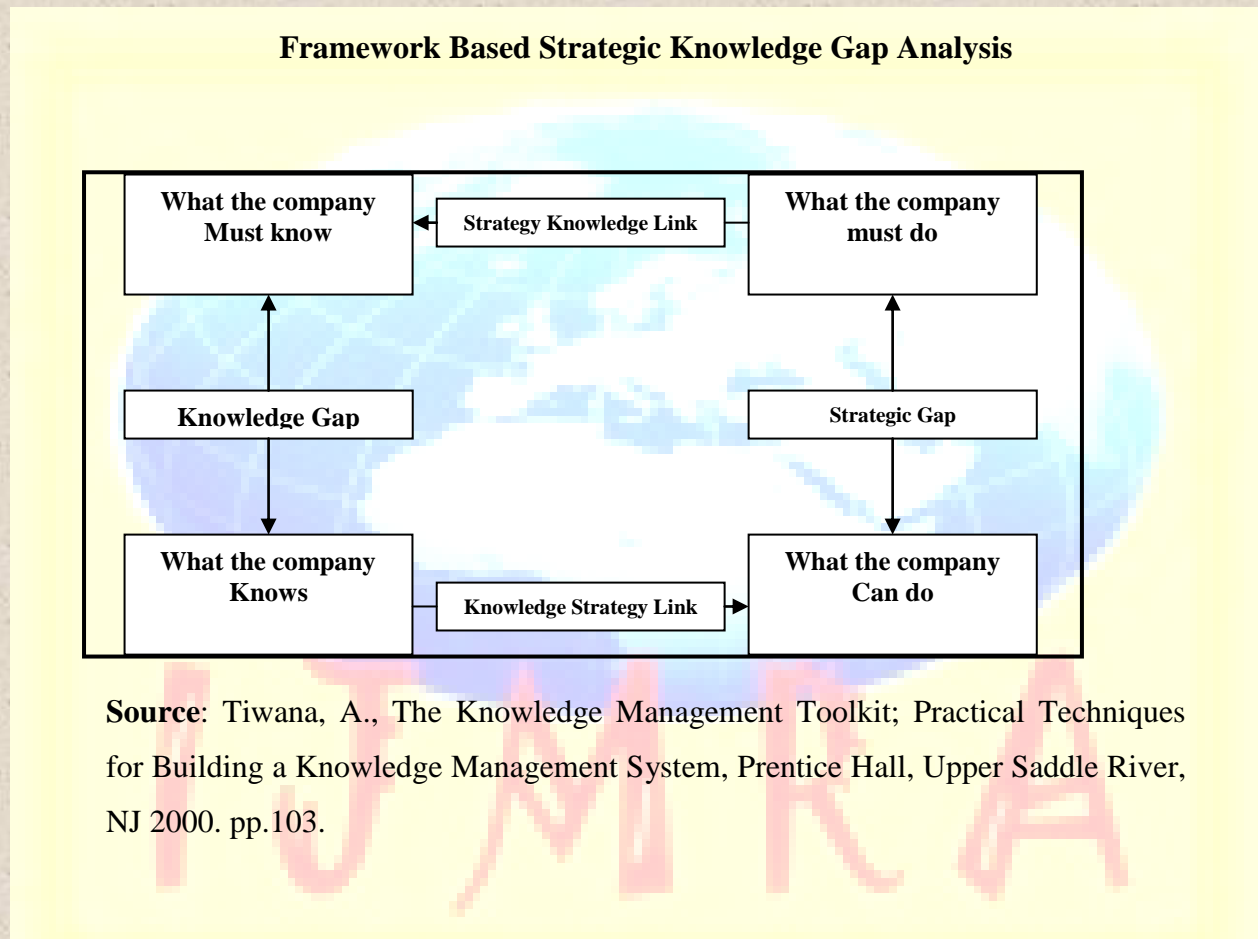 Framework Based Strategic Knowledge Gap Analysis
What the company
Must know
Strategy Knowledge Link
What the company
must do
Knowledge Gap
Strategic Gap
What the company
Knows
Knowledge Strategy Link
What the company
Can do
Source: Tiwana, A., The Knowledge Management Toolkit; Practical Techniques
for Building a Knowledge Management System, Prentice Hall, Upper Saddle River,
NJ 2000. pp.103.
IJMRA